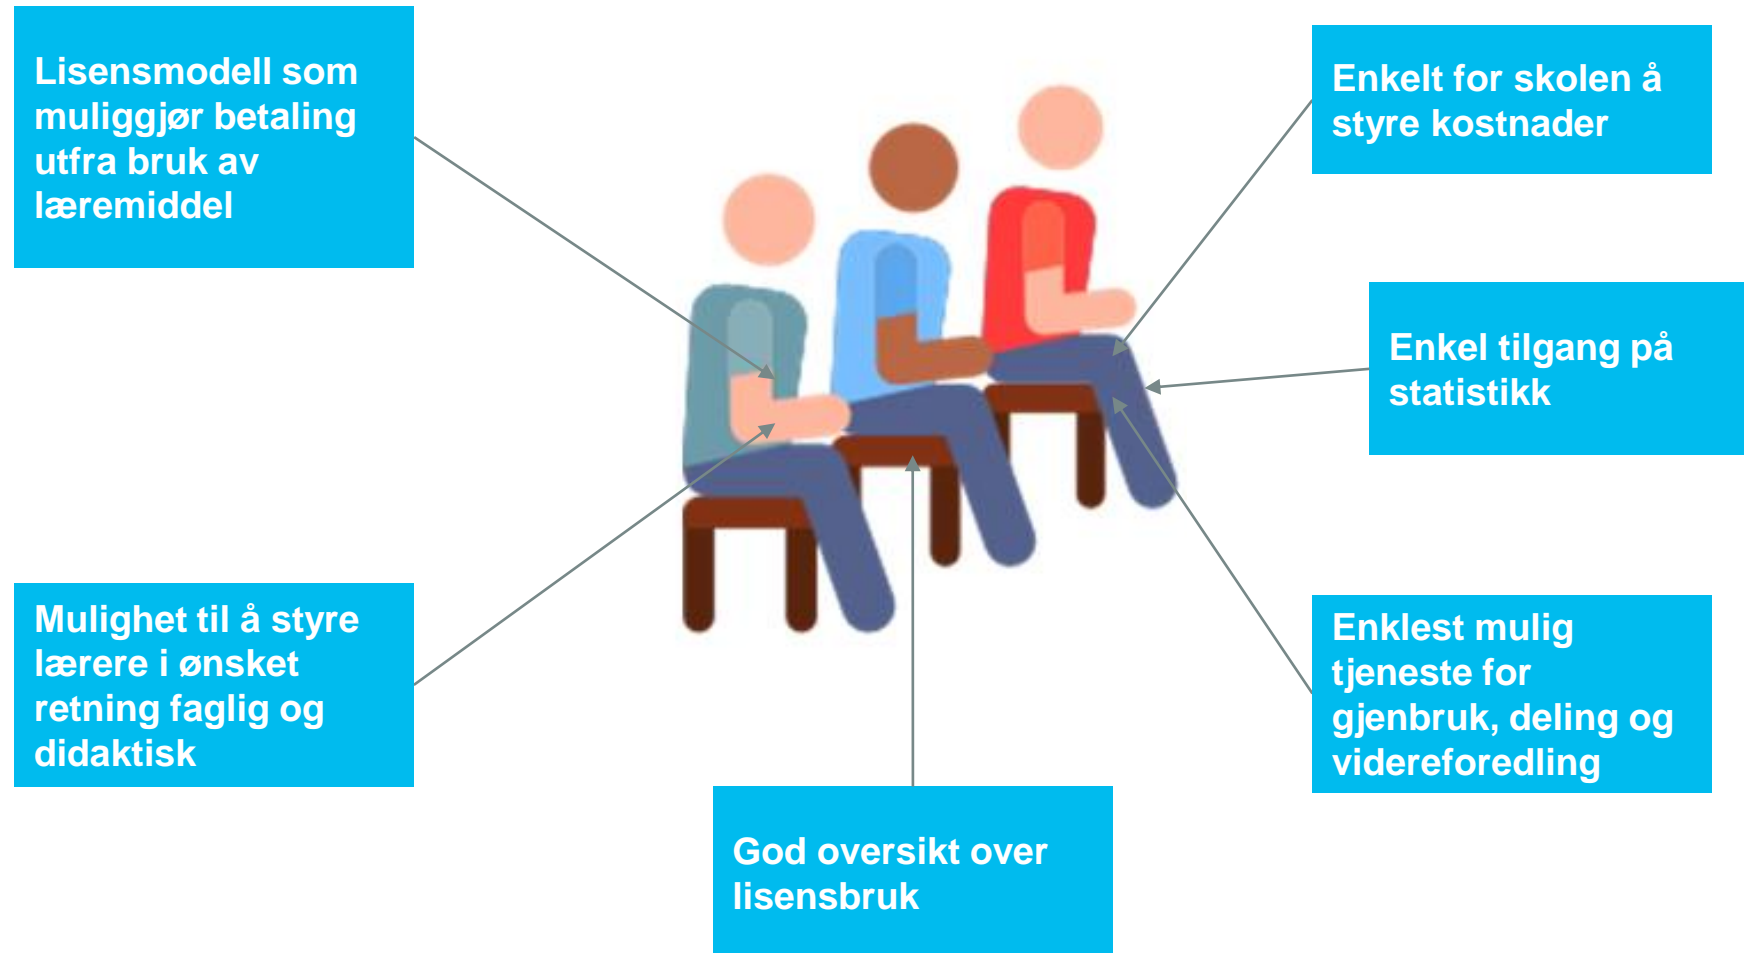 Lisensmodell som
muliggjør betaling
utfra bruk av
læremiddel
Enkelt for skolen å
styre kostnader
Enkel tilgang på
statistikk
Mulighet til å styre
lærere i ønsket
retning faglig og
didaktisk
Enklest mulig
tjeneste for
gjenbruk, deling og
videreforedling
God oversikt over
lisensbruk